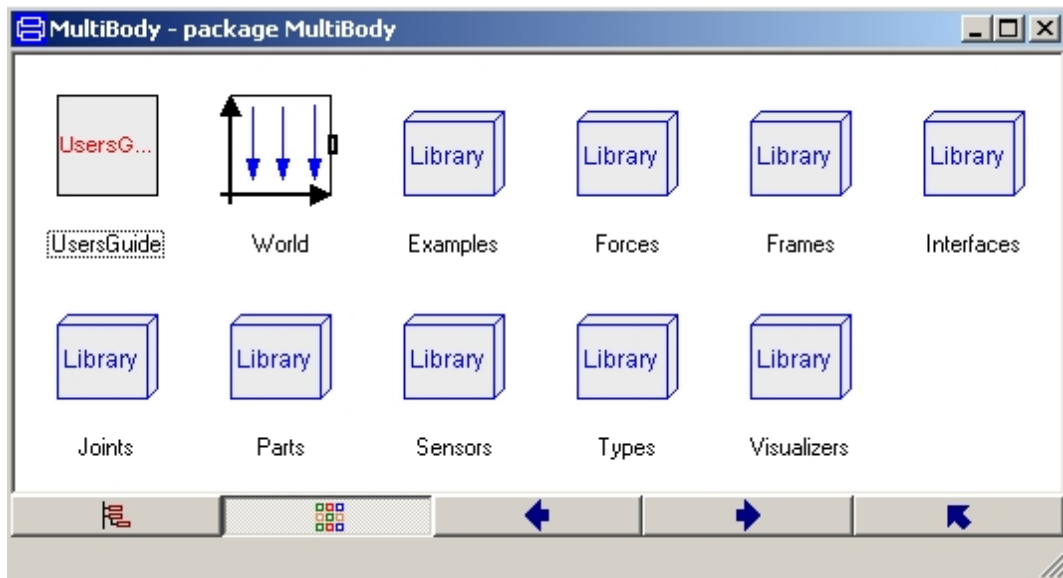 MultiBody - package MultiBody
UsersG...
Library
Library
Library
Library
UsersGuide
World
Examples
Forces
Frames
Interfaces
Library
Library
Library
Library
Library
Joints
Parts
Sensors
Types
Visualizers